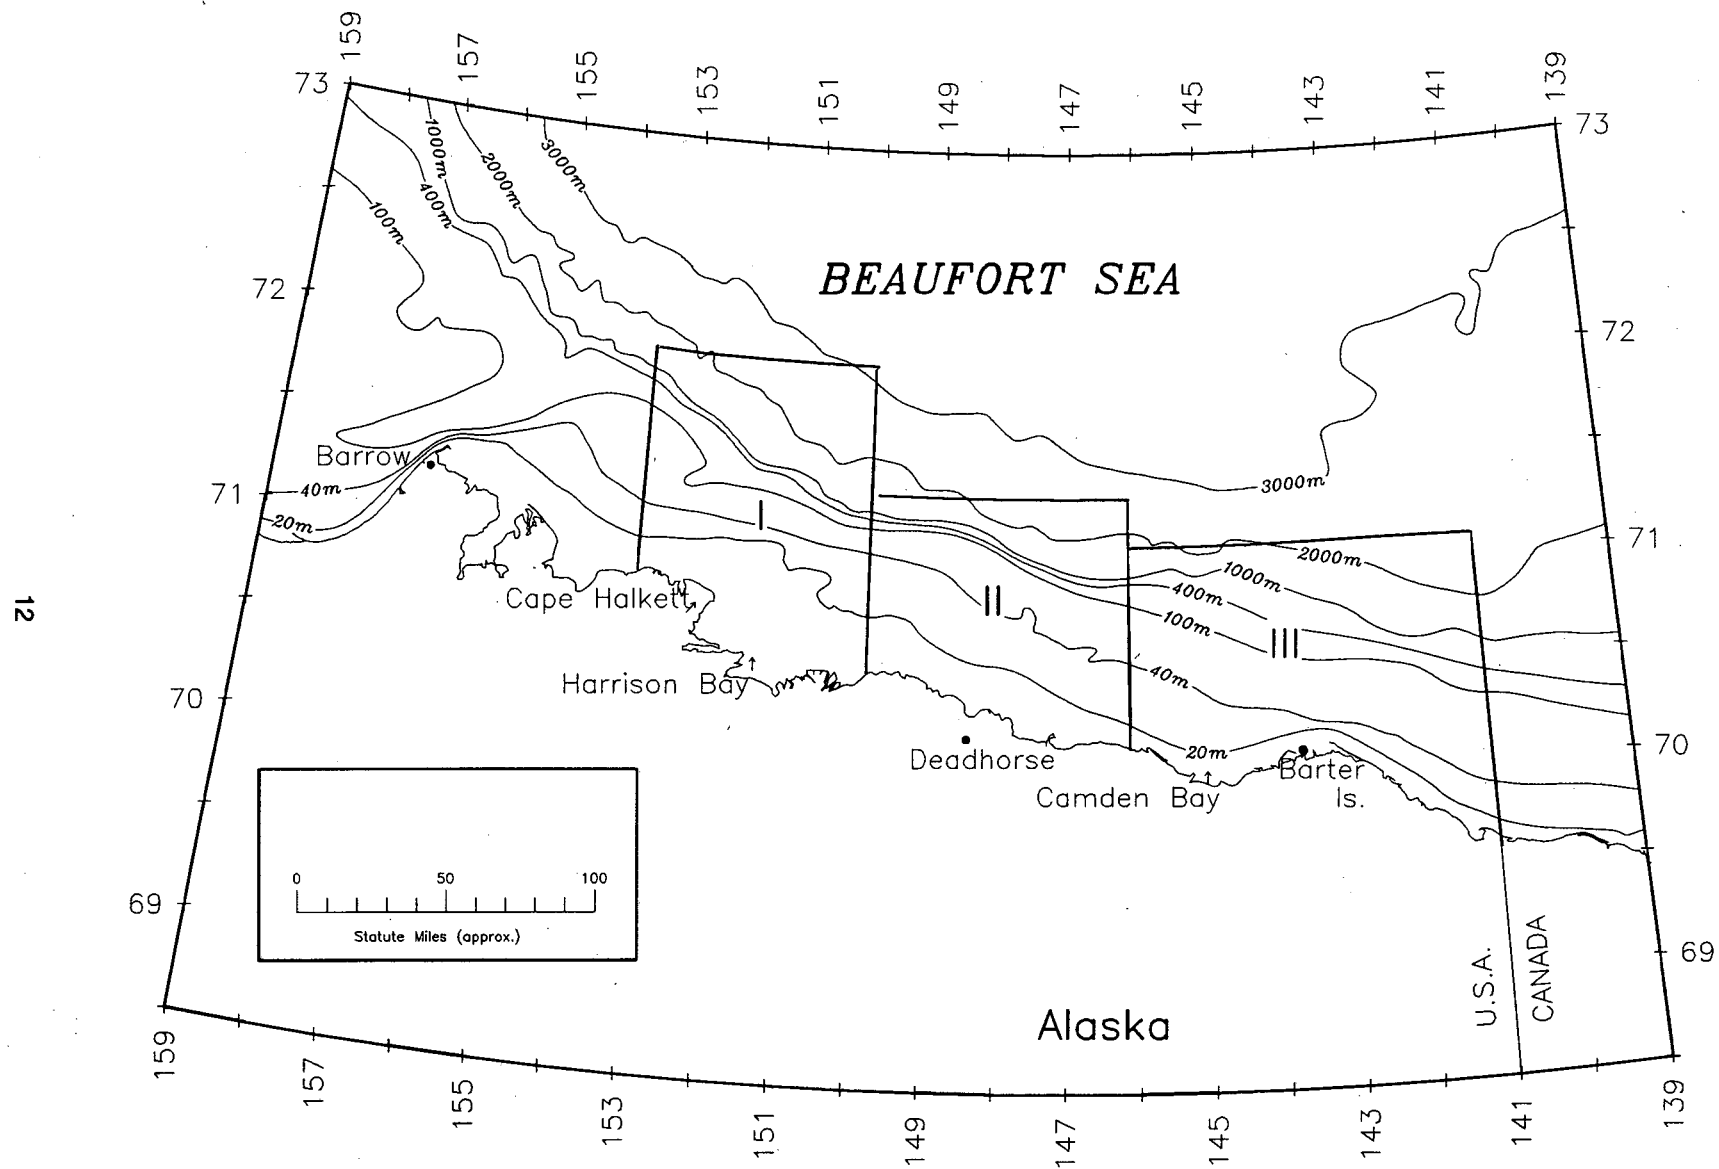 159
157
155
153
151
149
147
145
143
141
139
73
73
1000m
2000m
3000m
400m
100m
BEAUFORT SEA
72
72
Barrow
71
40m
20m
3000m
71
I
2000m
1000m
Cape Halkett
II
400m
100m
III
12
Harrison Bay
40m
70
70
Deadhorse
20m
Camden Bay
Barter
Is.
0 50 100
Statute Miles (approx.)
69
69
U.S.A.
CANADA
Alaska
159
157
155
153
151
149
147
145
143
141
139